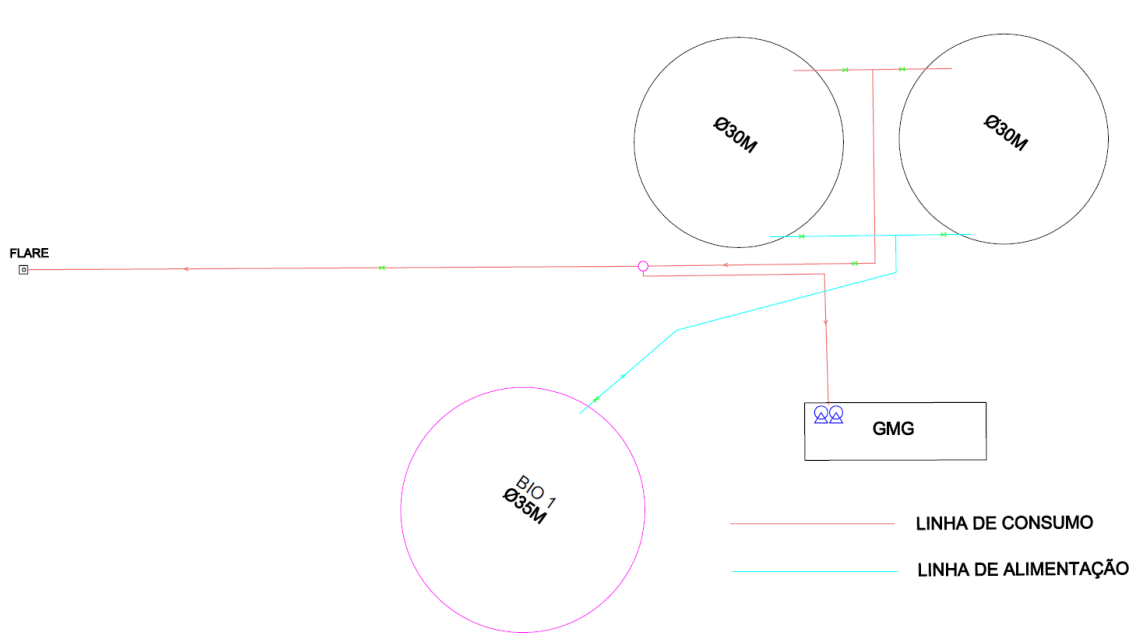 Ø30M
Ø30M
FLARE
GMG
BIO 1
Ø35M
LINHA DE CONSUMO
LINHA DE ALIMENTAÇÃO